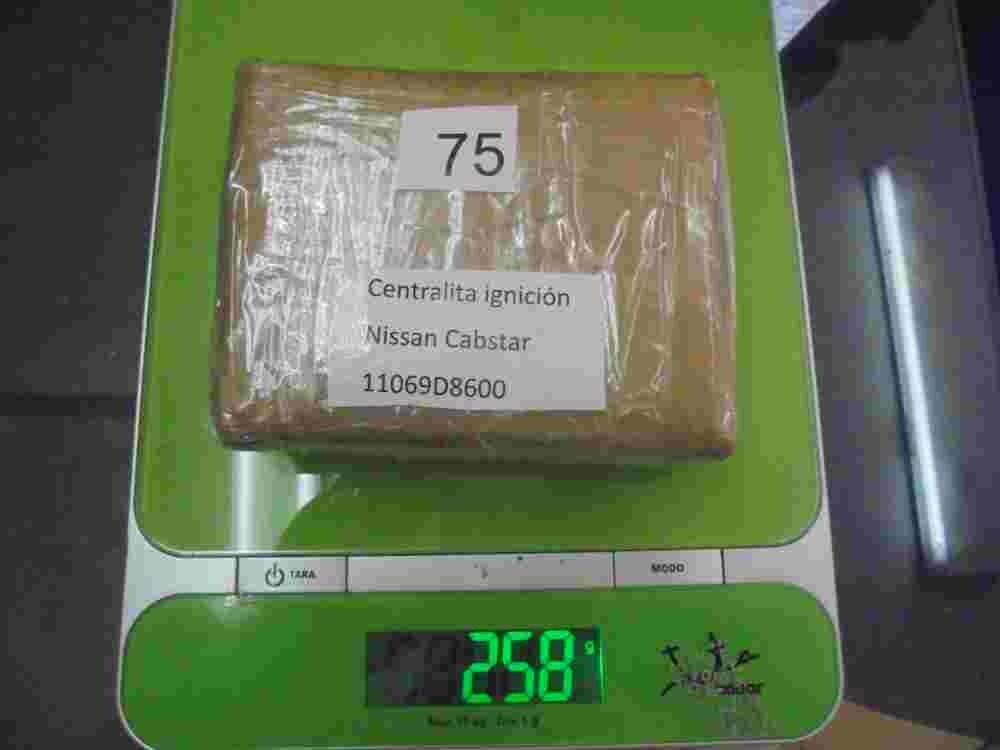 75
Centralita ignición
Nissan Cabstar
11069D8600
TARA
MODO
258 g